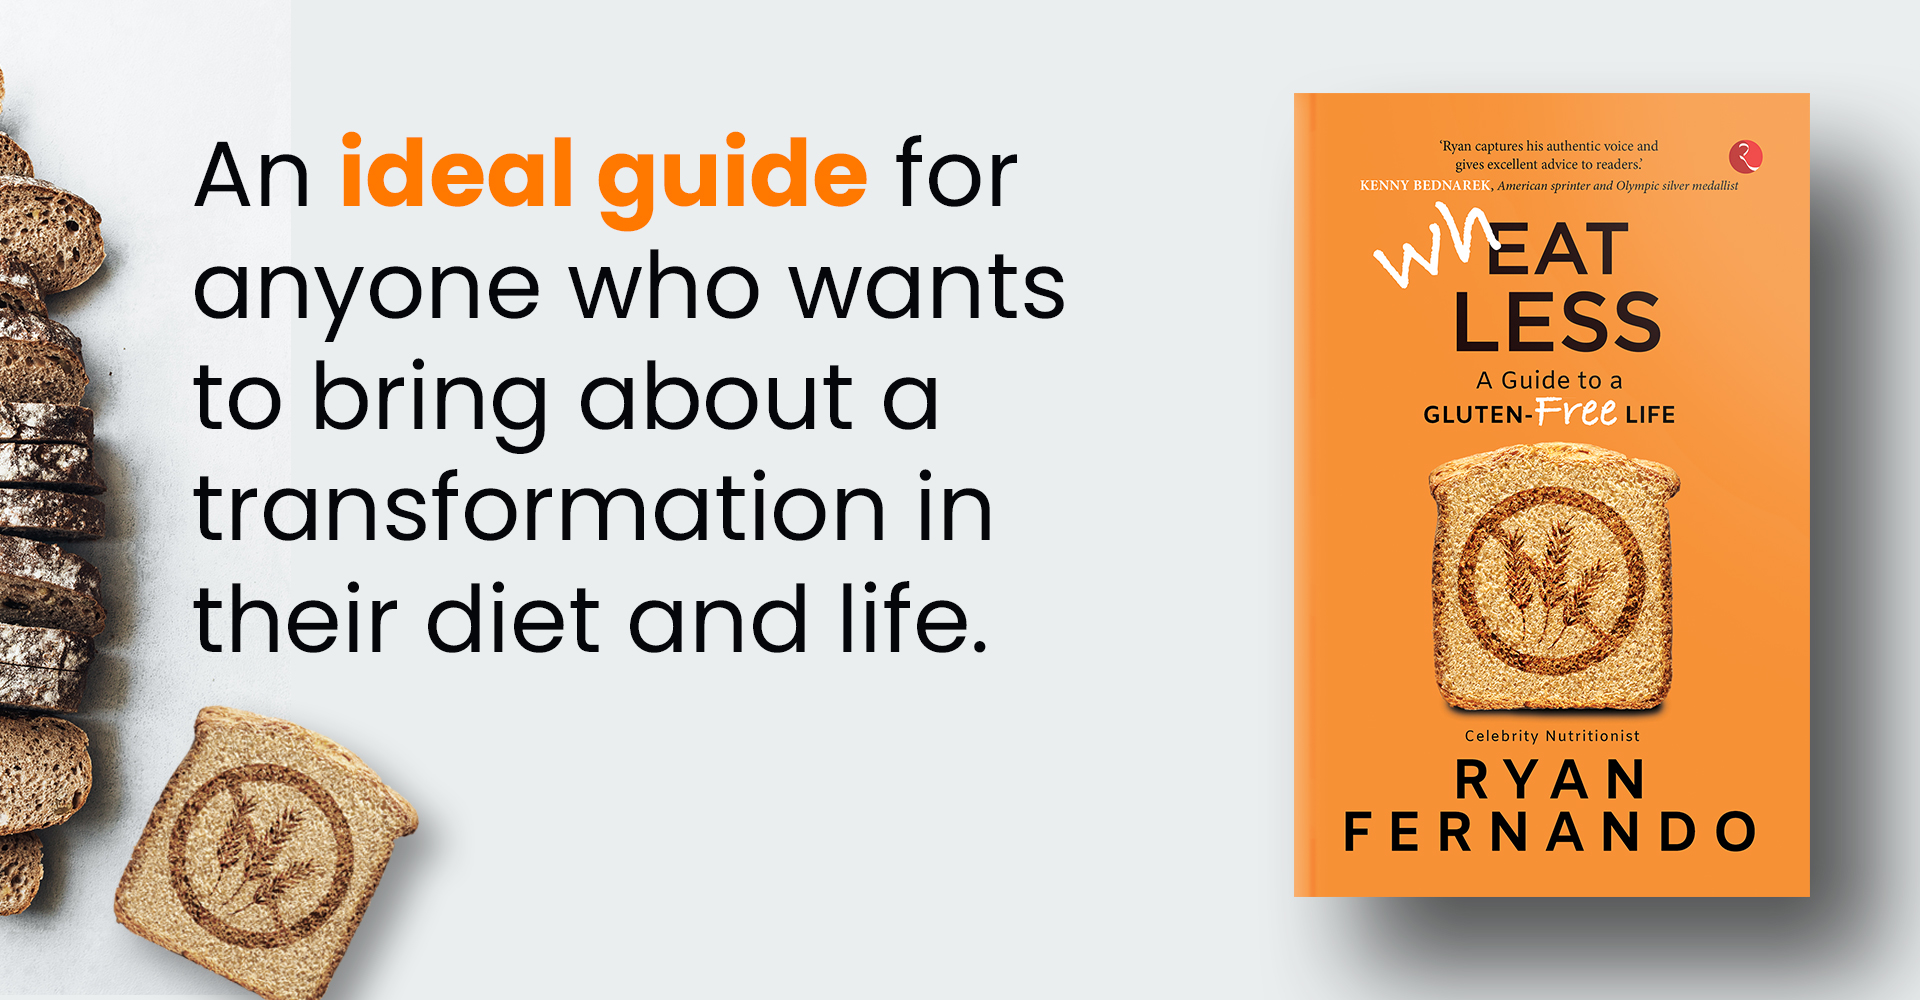 An ideal guide for
anyone who wants
to bring about a
transformation in
their diet and life.
‘Ryan captures his authentic voice and
gives excellent advice to readers.’
KENNY BEDNAREK, American sprinter and Olympic silver medallist
whEAT
LESS
A Guide to a
GLUTEN-Free LIFE
Celebrity Nutritionist
RYAN
FERNANDO